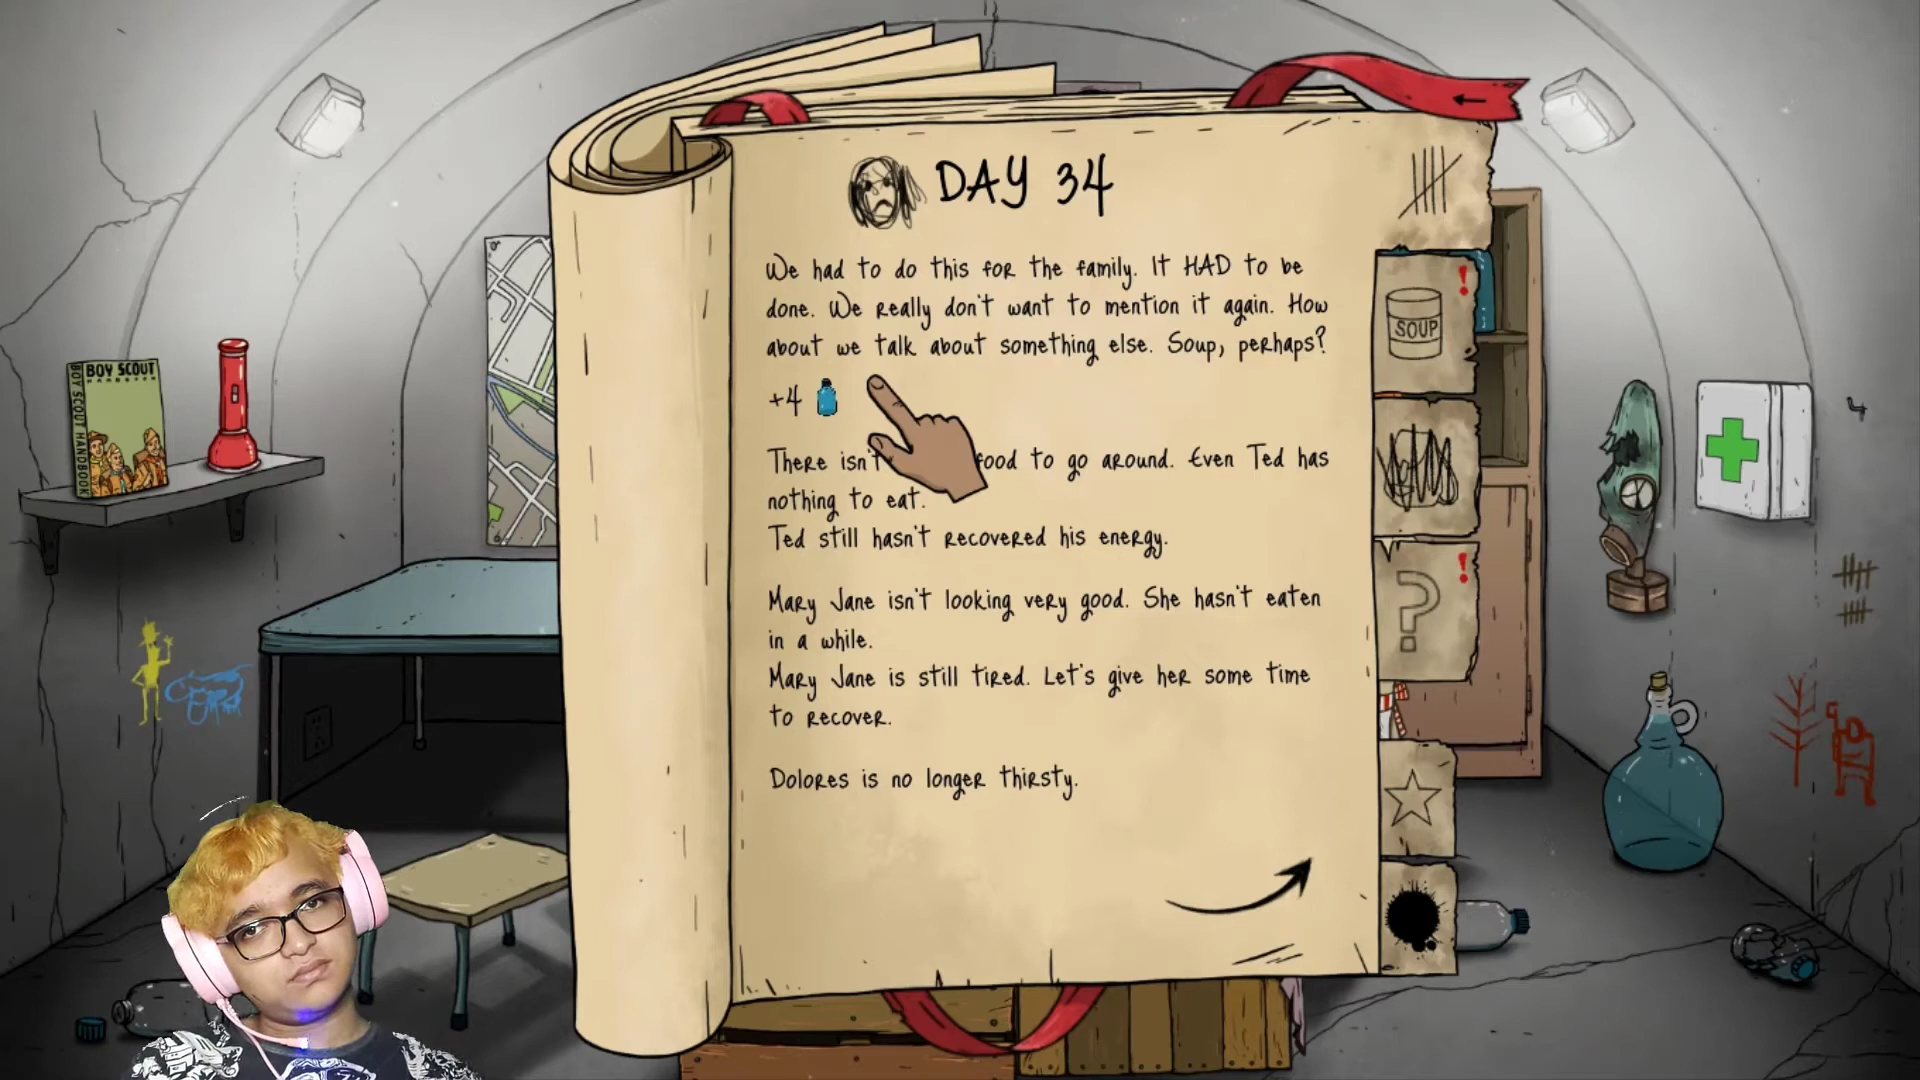 DAY 34
We had to do this for the family. It HAD to be
done. We really don't want to mention it again. How
about we talk about something else. Soup, perhaps?
+4
There isn't food to go around. Even Ted has
nothing to eat.
Ted still hasn't recovered his energy.
Mary Jane isn't looking very good. She hasn't eaten
in a while.
Mary Jane is still tired. Let's give her some time
to recover.
Dolores is no longer thirsty.
!
SOUP
!
?
BOY SCOUT
HANDBOOK
BOY SCOUT HANDBOOK